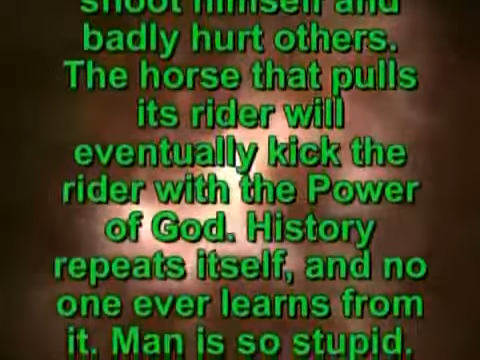 shoot himself and
badly hurt others.
The horse that pulls
its rider will
eventually kick the
rider with the Power
of God. History
repeats itself, and no
one ever learns from
it. Man is so stupid.